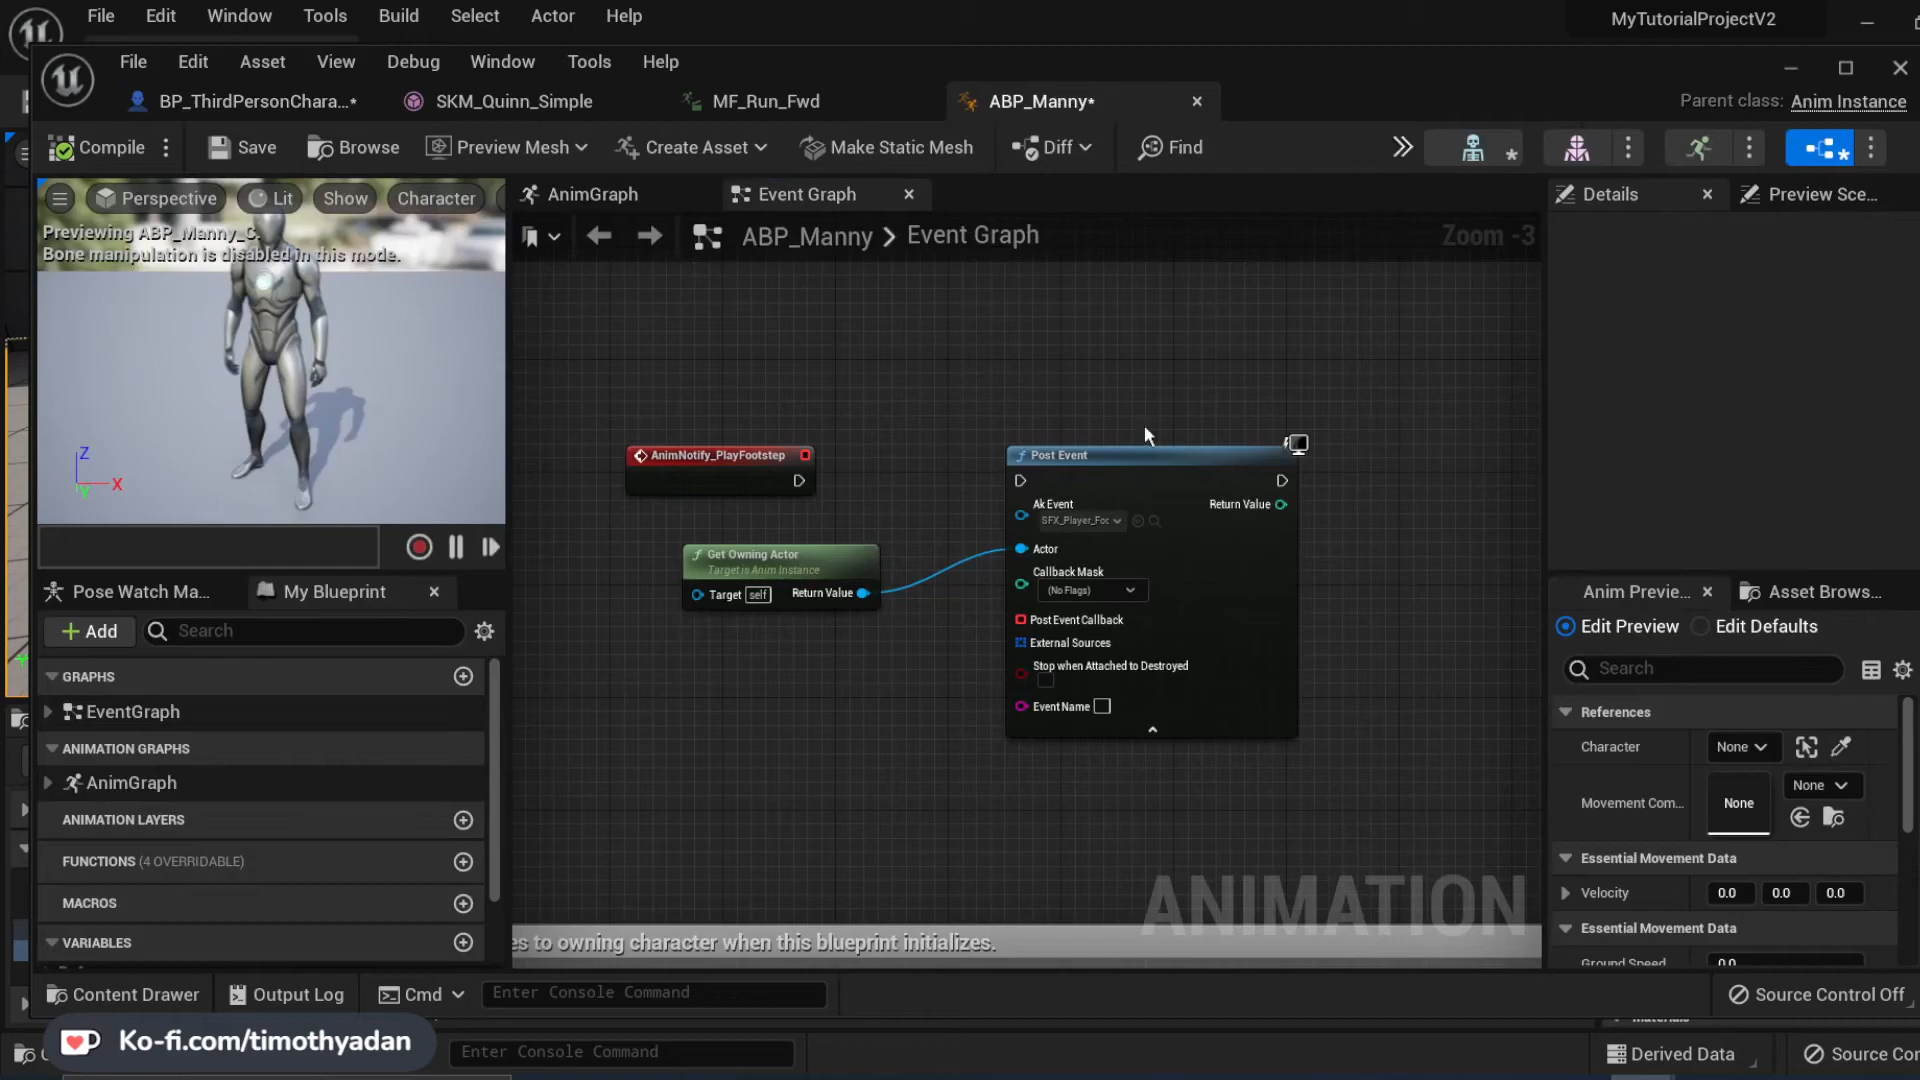 File Edit Window Tools Build Select Actor Help
MyTutorialProjectV2
File Edit Asset View Debug Window Tools Help
BP_ThirdPersonChara...* SKM_Quinn_Simple MF_Run_Fwd ABP_Manny*
Parent class: Anim Instance
Compile Save Browse Preview Mesh Create Asset Make Static Mesh Diff Find
Perspective Lit Show Character
Previewing ABP_Manny_C.
Bone manipulation is disabled in this mode.
Z
X
Y
AnimGraph Event Graph
ABP_Manny > Event Graph
Zoom -3
AnimNotify_PlayFootstep
Get Owning Actor
Target is Anim Instance
Target self Return Value
Post Event
Ak Event
SFX_Player_Foc
Return Value
Actor
Callback Mask
(No Flags)
Post Event Callback
External Sources
Stop when Attached to Destroyed
Event Name
ANIMATION
es to owning character when this blueprint initializes.
Pose Watch Ma... My Blueprint
Add Search
GRAPHS
EventGraph
ANIMATION GRAPHS
AnimGraph
ANIMATION LAYERS
FUNCTIONS (4 OVERRIDABLE)
MACROS
VARIABLES
Details Preview Sce...
Anim Previe... Asset Brows...
Edit Preview Edit Defaults
Search
References
Character None
Movement Com... None None
Essential Movement Data
Velocity 0.0 0.0 0.0
Essential Movement Data
Ground Speed 0.0
Content Drawer Output Log Cmd Enter Console Command
Source Control Off
Ko-fi.com/timothyadan
Enter Console Command
Derived Data Source Con